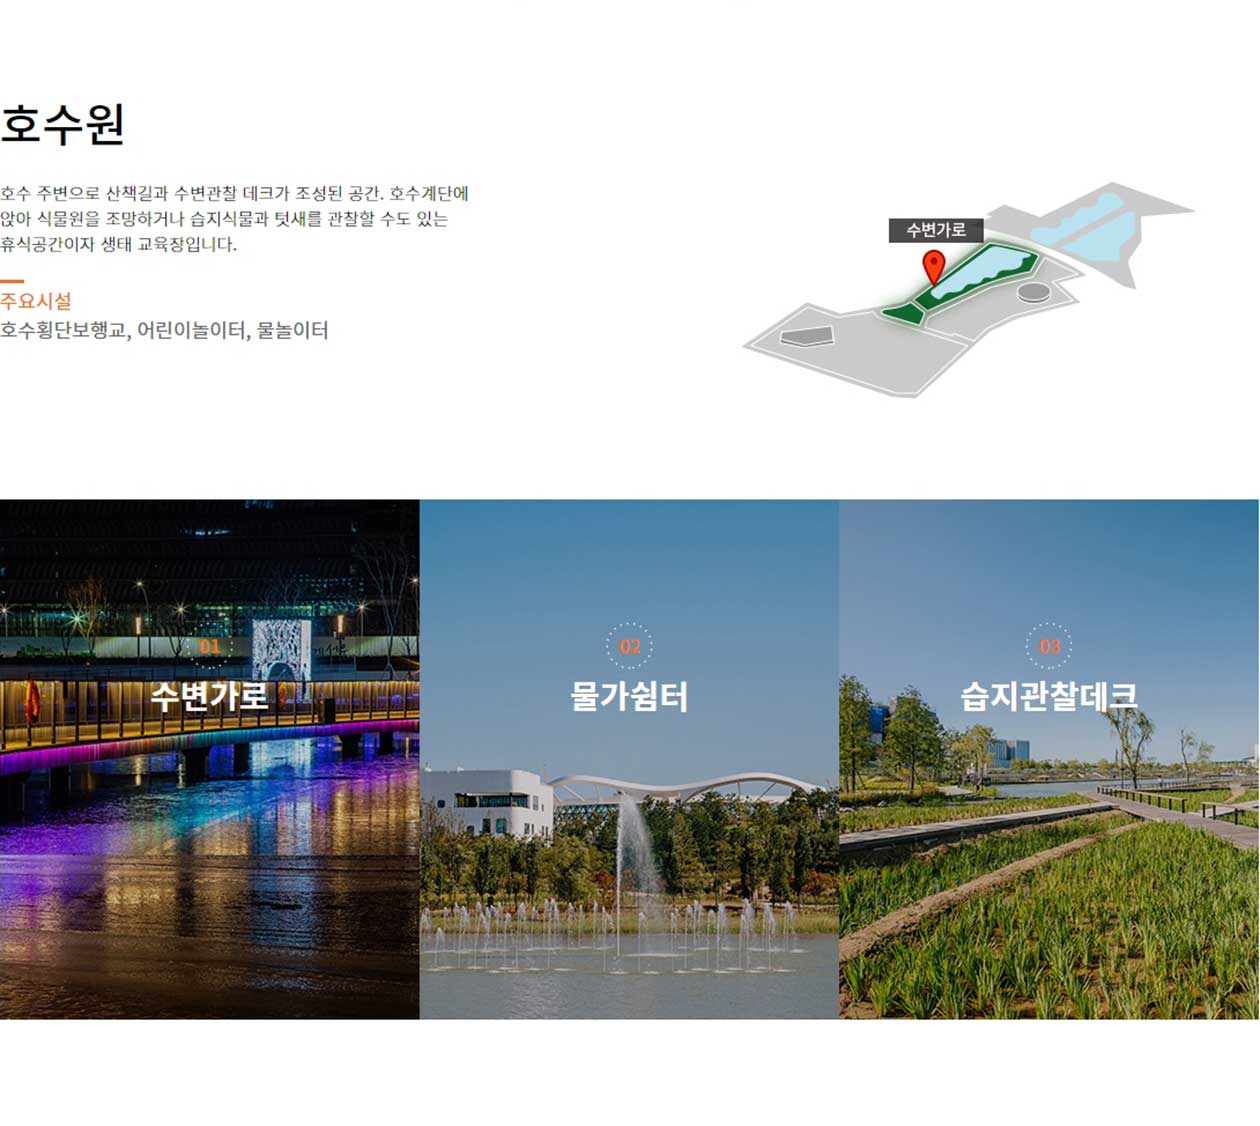 호수원
호수 주변으로 산책길과 수변관찰 데크가 조성된 공간. 호수계단에
앉아 식물원을 조망하거나 습지식물과 텃새를 관찰할 수도 있는
휴식공간이자 생태 교육장입니다.
주요시설
호수횡단보행교, 어린이놀이터, 물놀이터
수변가로
01
수변가로
02
물가쉼터
03
습지관찰데크